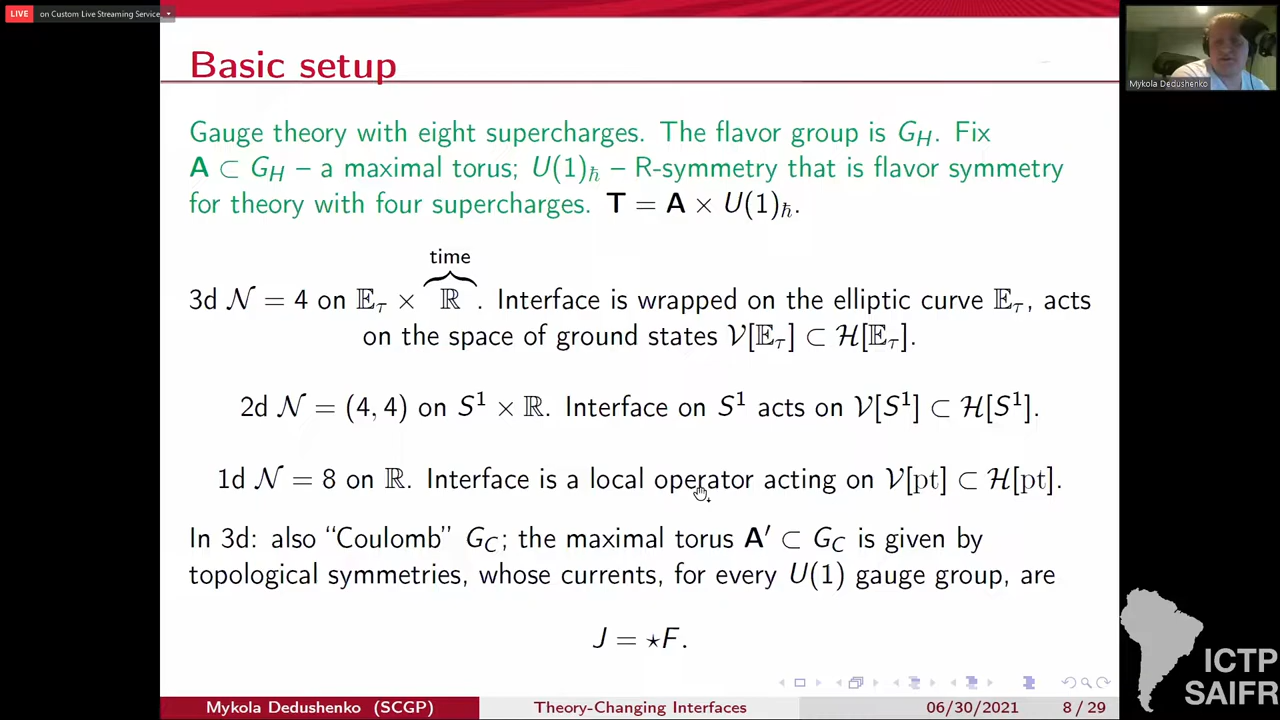 LIVE on Custom Live Streaming Service
Basic setup
Mykola Dedushenko
Gauge theory with eight supercharges. The flavor group is G_H. Fix
A ⊂ G_H – a maximal torus; U(1)_ℏ – R-symmetry that is flavor symmetry
for theory with four supercharges. T = A × U(1)_ℏ.
time
3d 𝒩 = 4 on 𝔼_τ × ℝ. Interface is wrapped on the elliptic curve 𝔼_τ, acts
on the space of ground states 𝒱[𝔼_τ] ⊂ ℋ[𝔼_τ].
2d 𝒩 = (4, 4) on S¹ × ℝ. Interface on S¹ acts on 𝒱[S¹] ⊂ ℋ[S¹].
1d 𝒩 = 8 on ℝ. Interface is a local operator acting on 𝒱[pt] ⊂ ℋ[pt].
In 3d: also “Coulomb” G_C; the maximal torus A′ ⊂ G_C is given by
topological symmetries, whose currents, for every U(1) gauge group, are
J = ⋆F.
ICTP
SAIFR
Mykola Dedushenko (SCGP) Theory-Changing Interfaces 06/30/2021 8 / 29